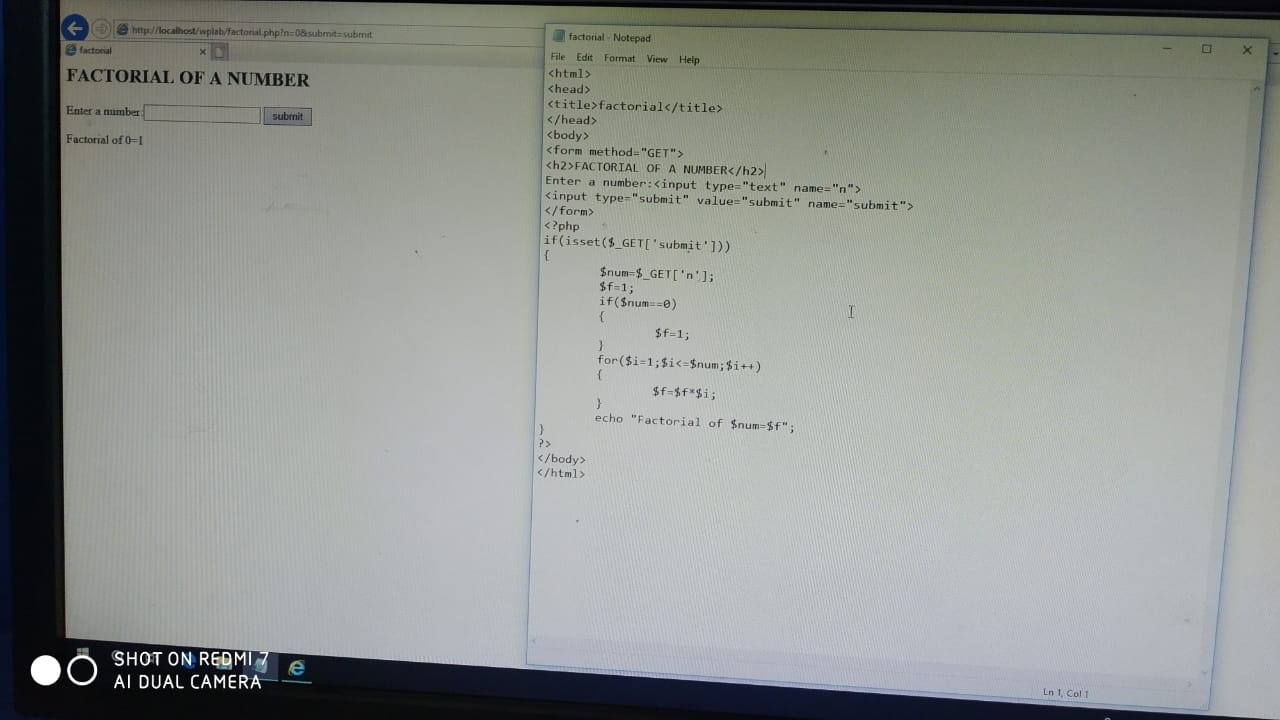 http://localhost/wplab/factorial.php?n=0&submit=submit
factorial
FACTORIAL OF A NUMBER
Enter a number:
submit
Factorial of 0=1
factorial - Notepad
File Edit Format View Help
<html>
<head>
<title>factorial</title>
</head>
<body>
<form method="GET">
<h2>FACTORIAL OF A NUMBER</h2>
Enter a number:<input type="text" name="n">
<input type="submit" value="submit" name="submit">
</form>
<?php
if(isset($_GET['submit']))
{
$num=$_GET['n'];
$f=1;
if($num==0)
{
$f=1;
}
for($i=1;$i<=$num;$i++)
{
$f=$f*$i;
}
echo "Factorial of $num=$f";
}
?>
</body>
</html>
Ln 1, Col 1
SHOT ON REDMI 7
AI DUAL CAMERA